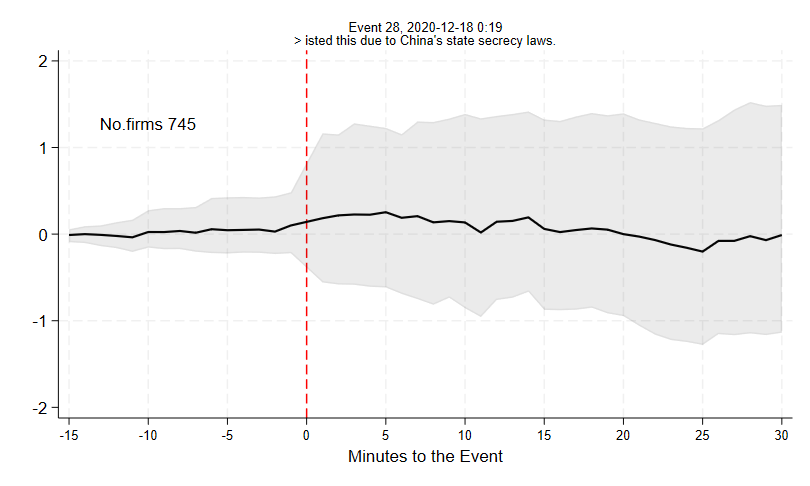 Event 28, 2020-12-18 0:19
> isted this due to China's state secrecy laws.
No.firms 745
2
1
0
-1
-2
-15 -10 -5 0 5 10 15 20 25 30
Minutes to the Event